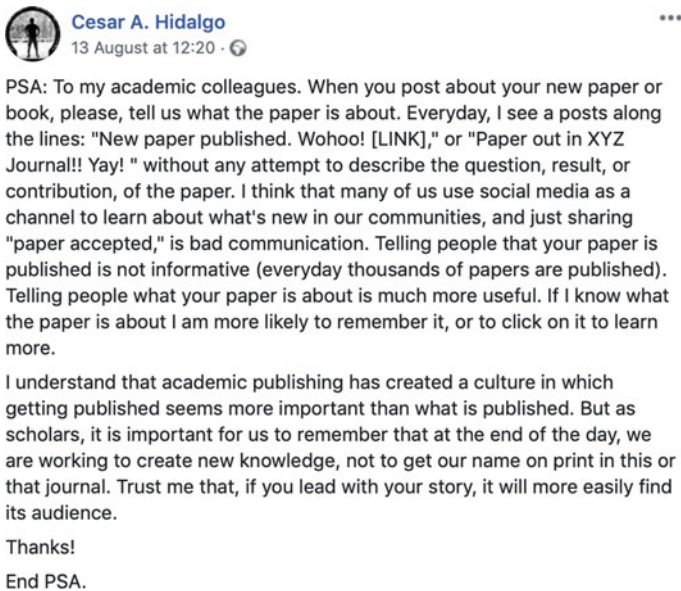 Cesar A. Hidalgo
13 August at 12:20 ·
PSA: To my academic colleagues. When you post about your new paper or
book, please, tell us what the paper is about. Everyday, I see a posts along
the lines: "New paper published. Wohoo! [LINK]," or "Paper out in XYZ
Journal!! Yay! " without any attempt to describe the question, result, or
contribution, of the paper. I think that many of us use social media as a
channel to learn about what's new in our communities, and just sharing
"paper accepted," is bad communication. Telling people that your paper is
published is not informative (everyday thousands of papers are published).
Telling people what your paper is about is much more useful. If I know what
the paper is about I am more likely to remember it, or to click on it to learn
more.
I understand that academic publishing has created a culture in which
getting published seems more important than what is published. But as
scholars, it is important for us to remember that at the end of the day, we
are working to create new knowledge, not to get our name on print in this or
that journal. Trust me that, if you lead with your story, it will more easily find
its audience.
Thanks!
End PSA.